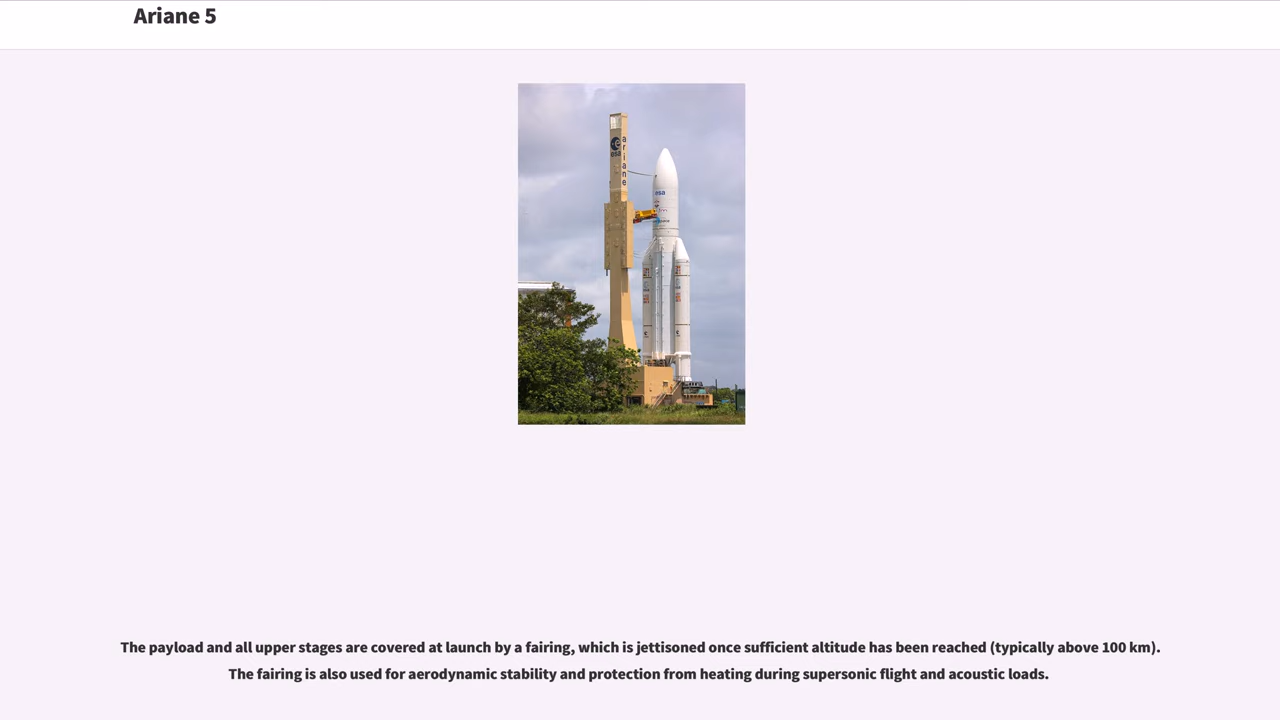 Ariane 5
esa
ariane
esa
The payload and all upper stages are covered at launch by a fairing, which is jettisoned once sufficient altitude has been reached (typically above 100 km).
The fairing is also used for aerodynamic stability and protection from heating during supersonic flight and acoustic loads.